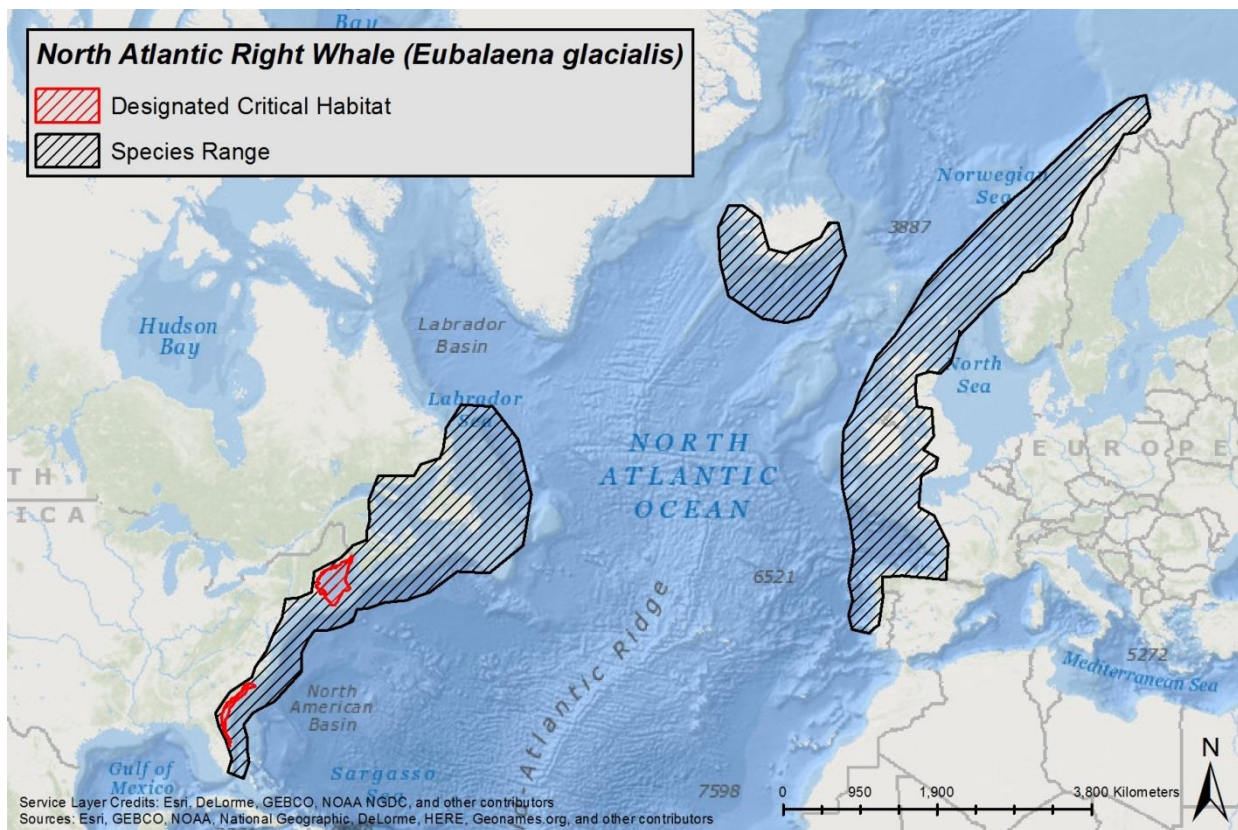 Bay
North Atlantic Right Whale (Eubalaena glacialis)
Designated Critical Habitat
Species Range
Norwegian
Sea
3887
Hudson
Bay
Labrador
Basin
North
Sea
Labrador
Sea
NORTH
ATLANTIC
OCEAN
EUROPE
TH
ICA
6521
Mid-Atlantic Ridge
5272
Mediterranean Sea
North
American
Basin
Gulf of
Mexico
Sargasso
Sea
7598
N
0 950 1,900 3,800 Kilometers
Service Layer Credits: Esri, DeLorme, GEBCO, NOAA NGDC, and other contributors
Sources: Esri, GEBCO, NOAA, National Geographic, DeLorme, HERE, Geonames.org, and other contributors